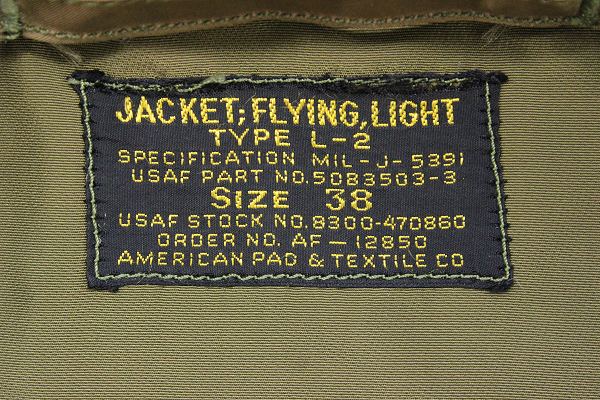 JACKET; FLYING, LIGHT
TYPE L-2
SPECIFICATION MIL-J-5391
USAF PART NO. 50B3503-3
SIZE 38
USAF STOCK NO. 8300-470860
ORDER NO. AF-12850
AMERICAN PAD & TEXTILE CO